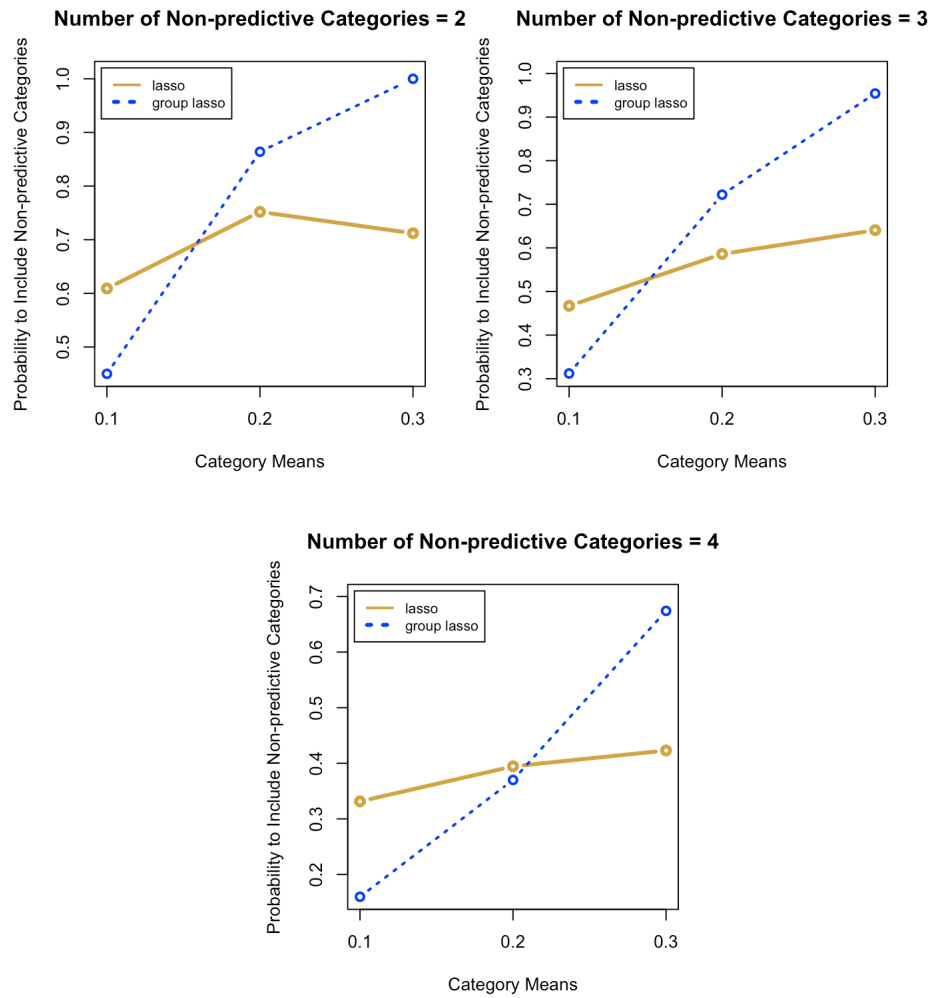 Number of Non-predictive Categories = 2
Probability to Include Non-predictive Categories
lasso
group lasso
1.0
0.9
0.8
0.7
0.6
0.5
0.1 0.2 0.3
Category Means
Number of Non-predictive Categories = 3
Probability to Include Non-predictive Categories
lasso
group lasso
1.0
0.9
0.8
0.7
0.6
0.5
0.4
0.3
0.1 0.2 0.3
Category Means
Number of Non-predictive Categories = 4
Probability to Include Non-predictive Categories
lasso
group lasso
0.7
0.6
0.5
0.4
0.3
0.2
0.1 0.2 0.3
Category Means